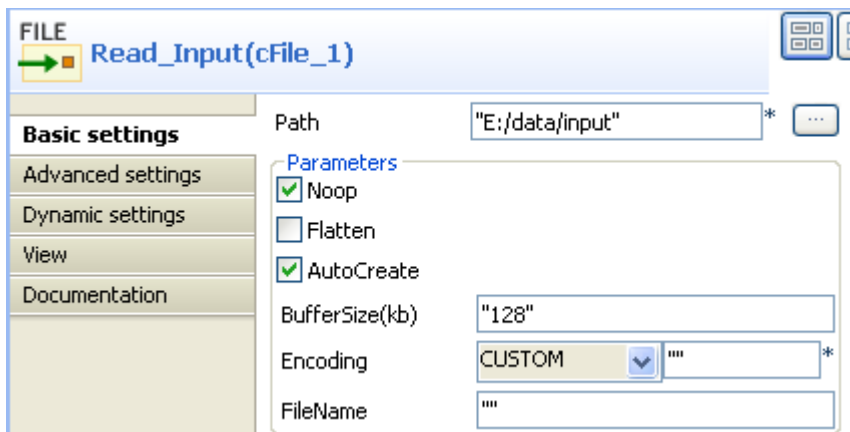 FILE
Read_Input(cFile_1)
Basic settings
Advanced settings
Dynamic settings
View
Documentation
Path "E:/data/input" * ...
Parameters
Noop
Flatten
AutoCreate
BufferSize(kb) "128"
Encoding CUSTOM "" *
FileName ""